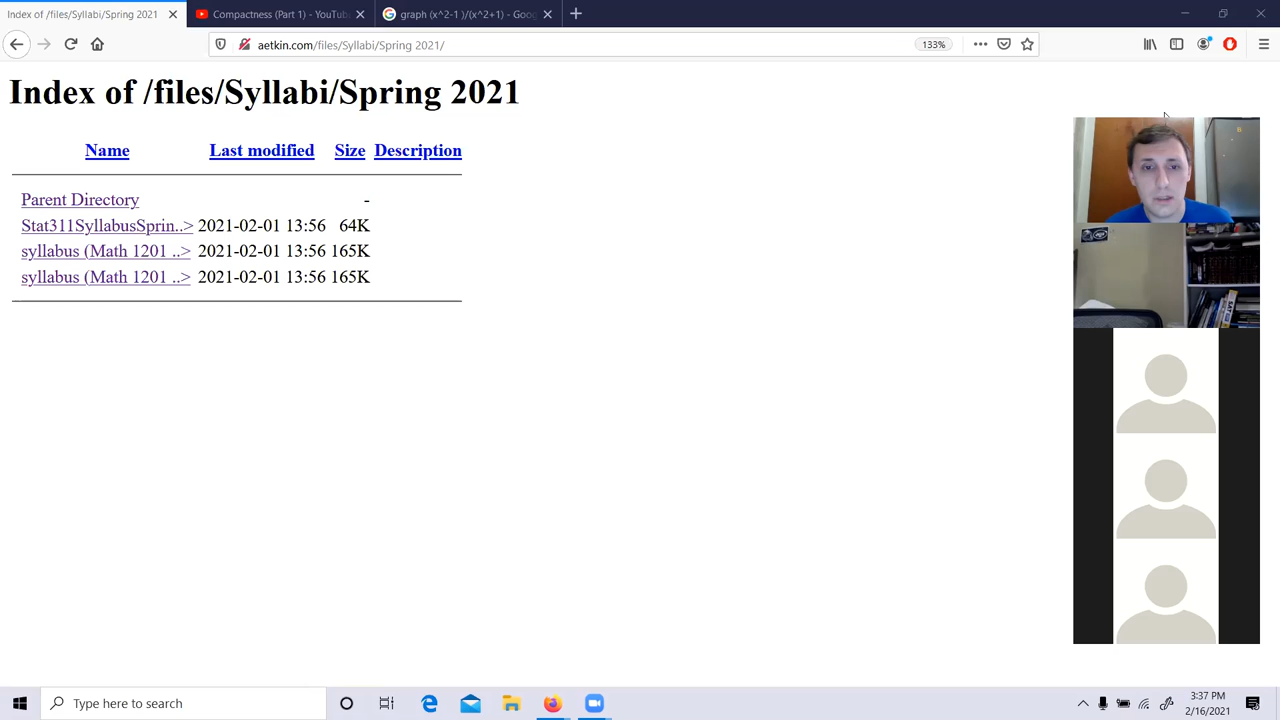 Index of /files/Syllabi/Spring 2021
Compactness (Part 1) - YouTub
graph (x^2-1 )/(x^2+1) - Goog
aetkin.com/files/Syllabi/Spring 2021/
133%
Index of /files/Syllabi/Spring 2021
Name Last modified Size Description
Parent Directory -
Stat311SyllabusSprin..> 2021-02-01 13:56 64K
syllabus (Math 1201 ..> 2021-02-01 13:56 165K
syllabus (Math 1201 ..> 2021-02-01 13:56 165K
Type here to search
3:37 PM
2/16/2021